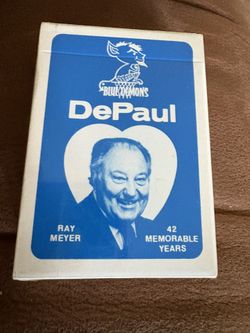 BLUE DEMONS
DePaul
RAY
MEYER
42
MEMORABLE
YEARS